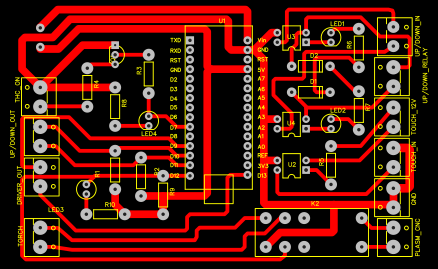 U1
TXD
RXD
RST
GND
D2
D3
D4
D5
D6
D7
D8
D9
D10
D11
D12
Vin
GND
RST
5V
A7
A6
A5
A4
A3
A2
A1
A0
REF
3V3
D13
U3
LED1
R6
UP/DOWN_IN
D2
UP/DOWN_RELAY
D1
R7
LED2
U4
TOUCH_12V
R5
U2
TOUCH_IN
GND
K2
PLASM_CNC
THC_ON
R4
R3
R8
LED4
UP/DOWN_OUT
DRIVER_OUT
R1
R2
R9
R10
LED3
TORCH